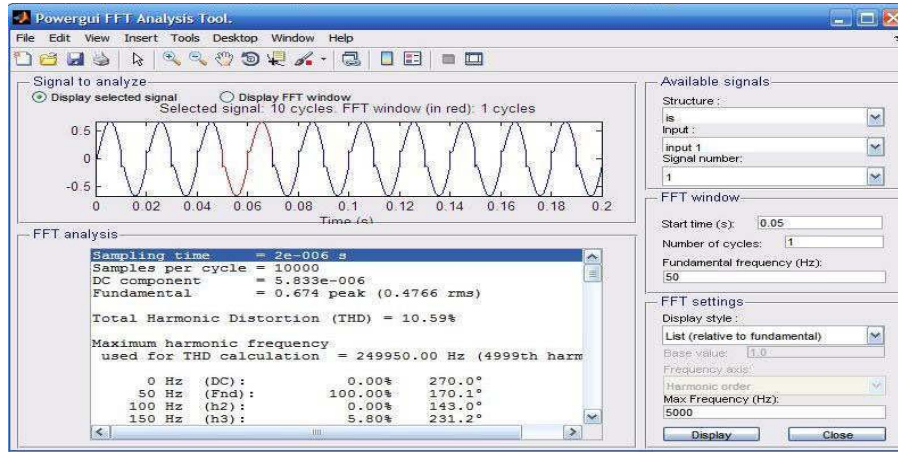 Powergui FFT Analysis Tool.
File Edit View Insert Tools Desktop Window Help
Signal to analyze
Display selected signal Display FFT window
Selected signal: 10 cycles. FFT window (in red): 1 cycles
0.5
0
-0.5
0 0.02 0.04 0.06 0.08 0.1 0.12 0.14 0.16 0.18 0.2
Time (s)
FFT analysis
Sampling time = 2e-006 s
Samples per cycle = 10000
DC component = 5.833e-006
Fundamental = 0.674 peak (0.4766 rms)
Total Harmonic Distortion (THD) = 10.59%
Maximum harmonic frequency
used for THD calculation = 249950.00 Hz (4999th harm
0 Hz (DC): 0.00% 270.0°
50 Hz (Fnd): 100.00% 170.1°
100 Hz (h2): 0.00% 143.0°
150 Hz (h3): 5.80% 231.2°
Available signals
Structure :
is
Input :
input 1
Signal number:
1
FFT window
Start time (s): 0.05
Number of cycles: 1
Fundamental frequency (Hz):
50
FFT settings
Display style :
List (relative to fundamental)
Base value: 1.0
Frequency axis:
Harmonic order
Max Frequency (Hz):
5000
Display Close